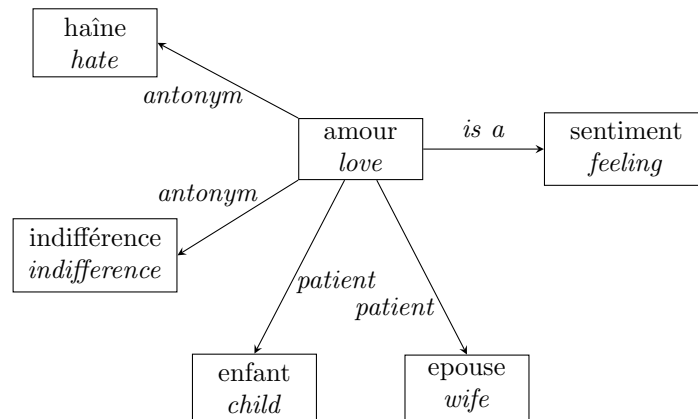 haîne
hate
antonym
amour
love
is a
sentiment
feeling
antonym
indifférence
indifference
patient
patient
enfant
child
epouse
wife